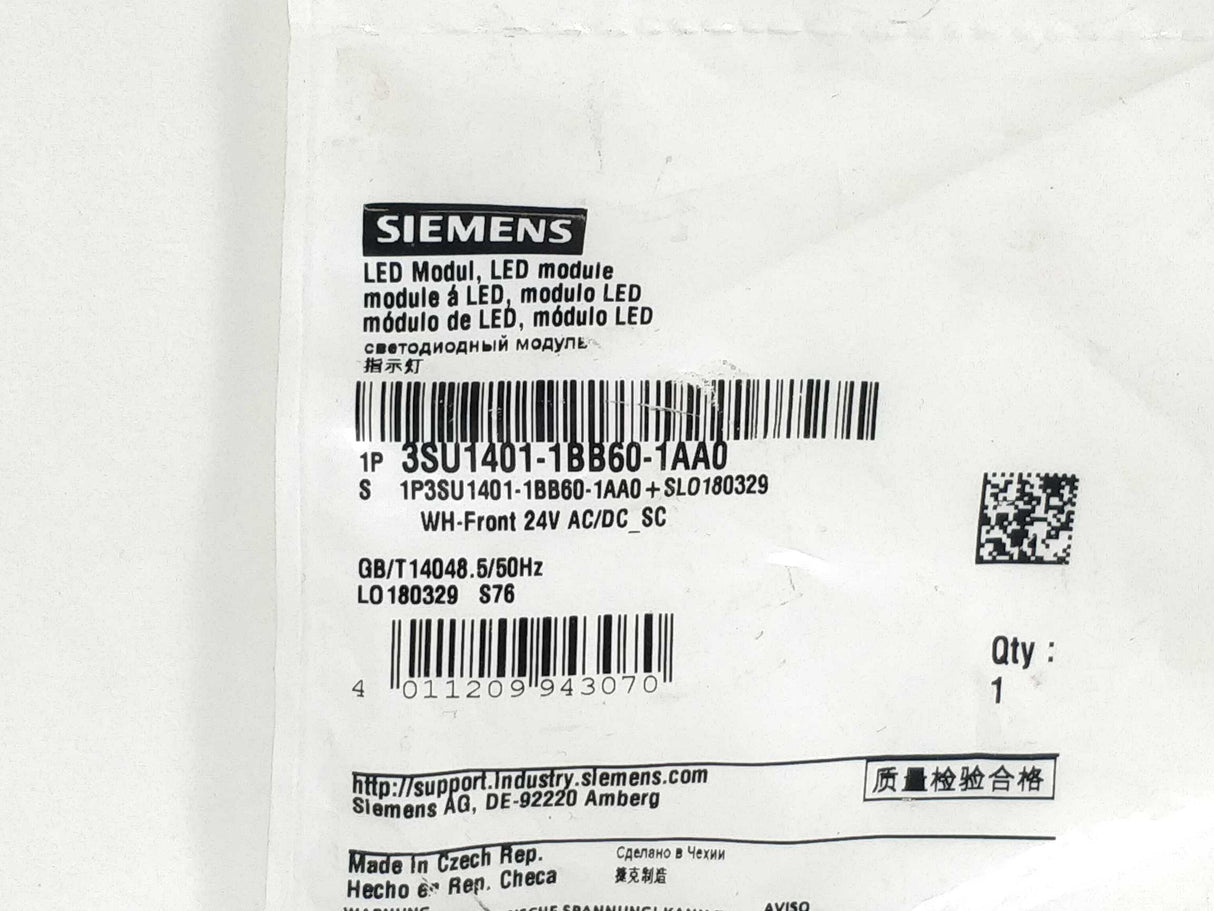 SIEMENS
LED Modul, LED module
module á LED, modulo LED
módulo de LED, módulo LED
светодиодный модуль
指示灯
1P 3SU1401-1BB60-1AA0
S 1P3SU1401-1BB60-1AA0+SLO180329
WH-Front 24V AC/DC_SC
GB/T14048.5/50Hz
LO180329 S76
4 011209 943070
Qty :
1
http://support.industry.siemens.com
Siemens AG, DE-92220 Amberg
质量检验合格
Made in Czech Rep.
Hecho en Rep. Checa
Сделано в Чехии
捷克制造
WARNUNG
AVISO